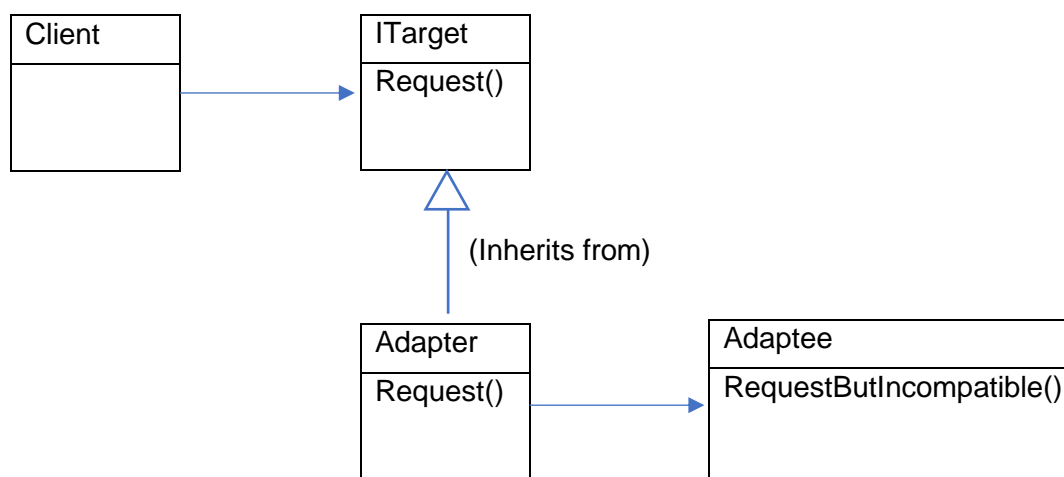 Client
ITarget
Request()
(Inherits from)
Adapter
Request()
Adaptee
RequestButIncompatible()